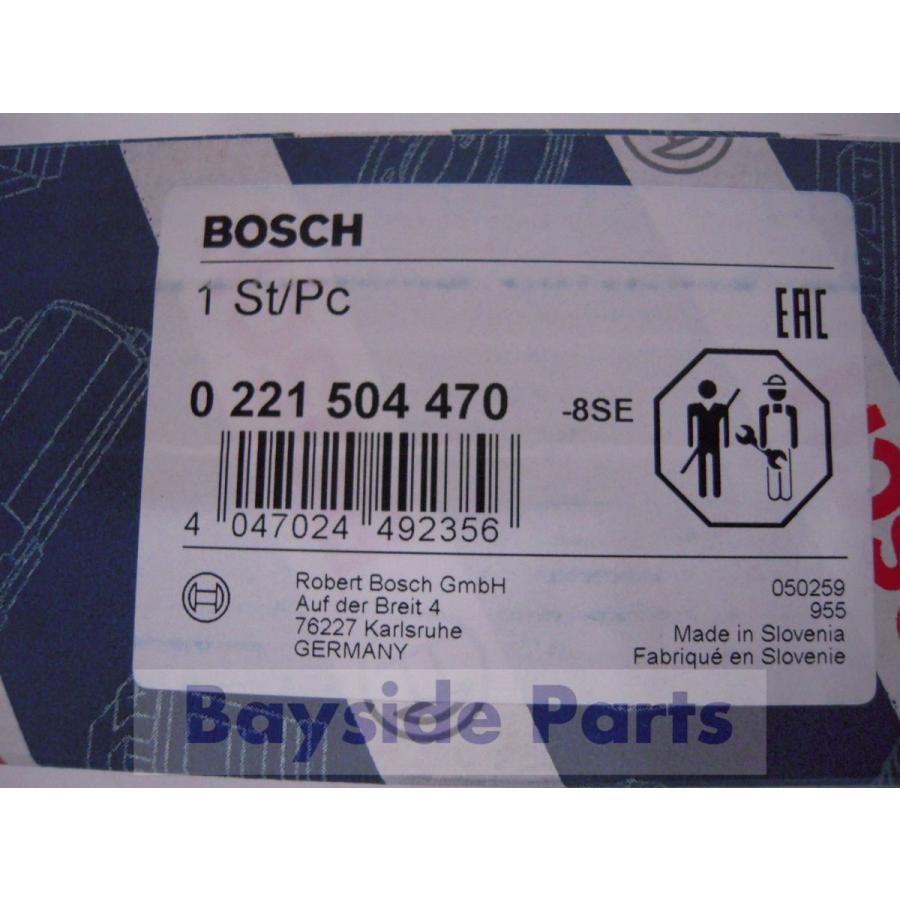 BOSCH
1 St/Pc
EAC
0 221 504 470
-8SE
4 047024 492356
Robert Bosch GmbH
Auf der Breit 4
76227 Karlsruhe
GERMANY
050259
955
Made in Slovenia
Fabriqué en Slovenie
Bayside Parts